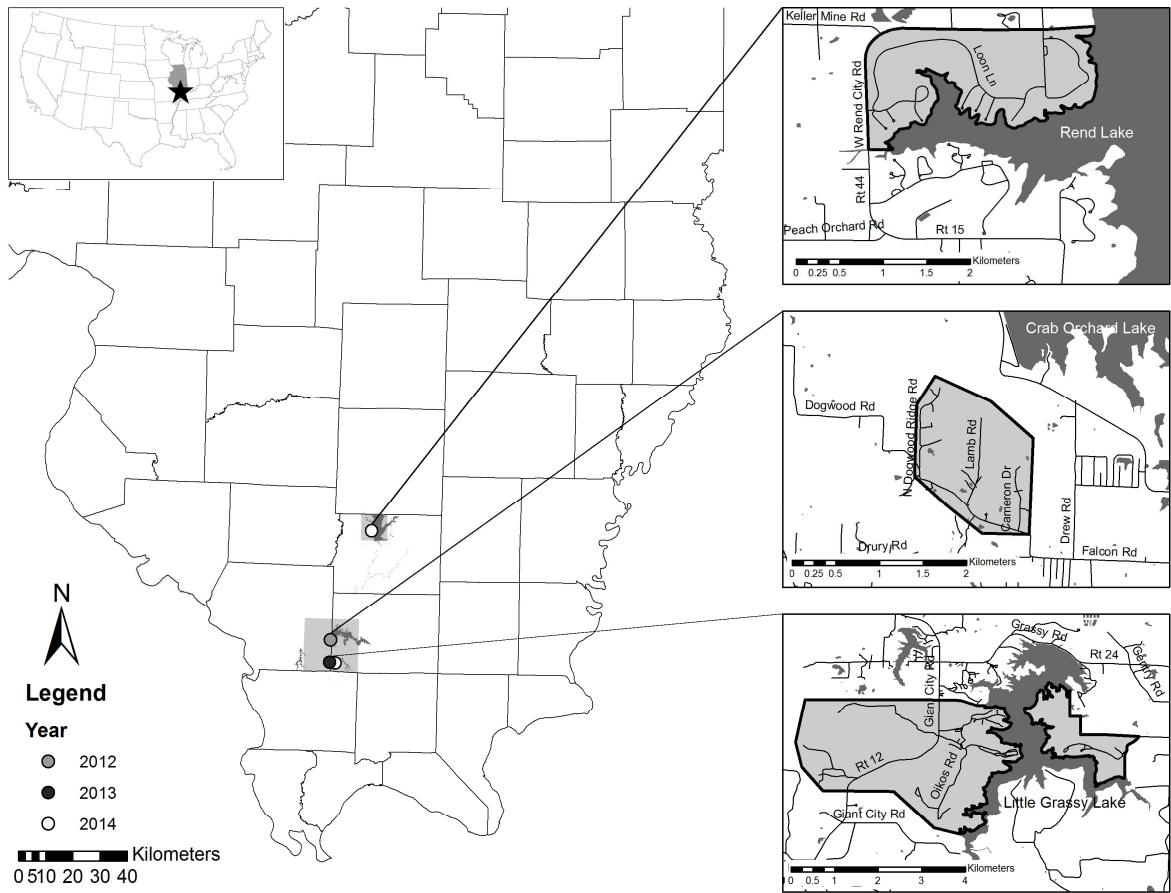 N
Legend
Year
2012
2013
2014
Kilometers
0 5 10 20 30 40
Keller Mine Rd
W Rend City Rd
Loon Ln
Rend Lake
Rt 44
Peach Orchard Rd
Rt 15
Kilometers
0 0.25 0.5 1 1.5 2
Crab Orchard Lake
Dogwood Rd
N Dogwood Ridge Rd
Lamb Rd
Cameron Dr
Drew Rd
Drury Rd
Falcon Rd
Kilometers
0 0.25 0.5 1 1.5 2
Grassy Rd
Rt 24
Gentry Rd
Giant City Rd
Rt 12
Oikos Rd
Little Grassy Lake
Giant City Rd
Kilometers
0 0.5 1 2 3 4